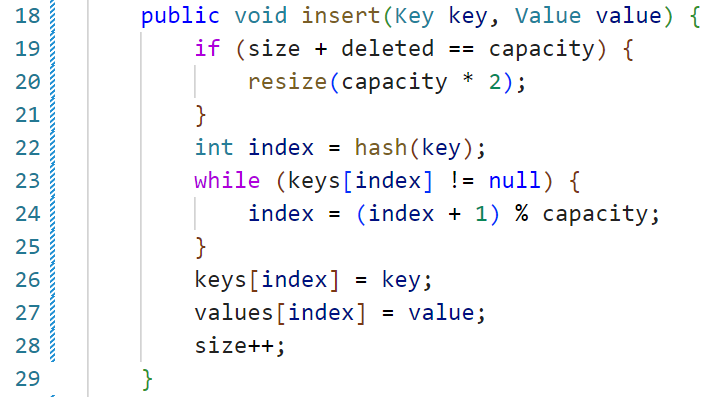 18 public void insert(Key key, Value value) {
19 if (size + deleted == capacity) {
20 resize(capacity * 2);
21 }
22 int index = hash(key);
23 while (keys[index] != null) {
24 index = (index + 1) % capacity;
25 }
26 keys[index] = key;
27 values[index] = value;
28 size++;
29 }